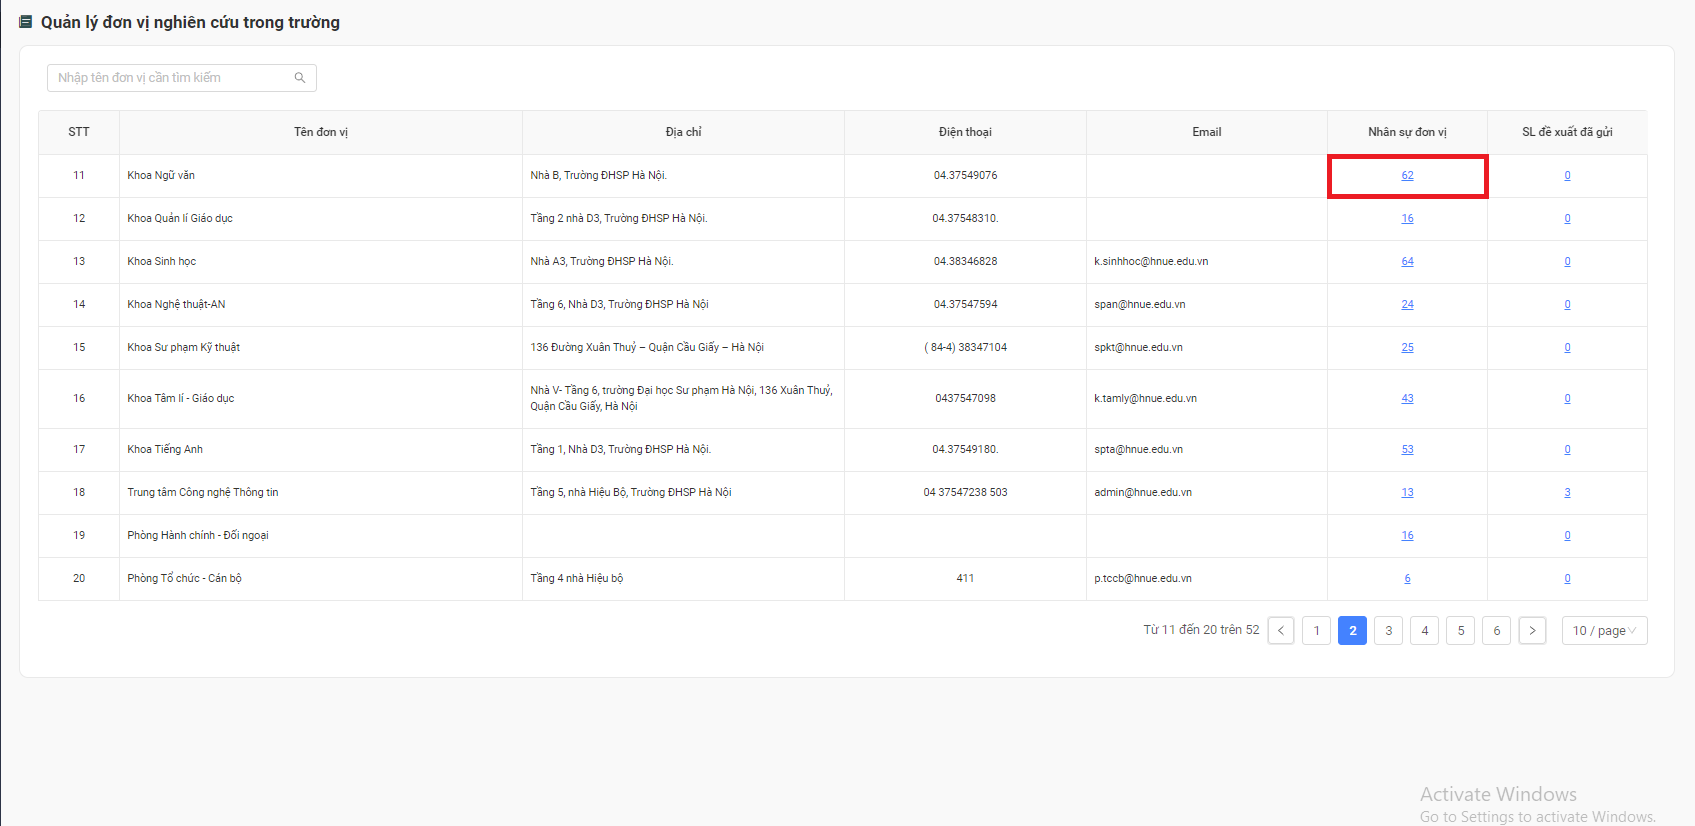 Quản lý đơn vị nghiên cứu trong trường
Nhập tên đơn vị cần tìm kiếm
STT Tên đơn vị Địa chỉ Điện thoại Email Nhân sự đơn vị SL đề xuất đã gửi
11 Khoa Ngữ văn Nhà B, Trường ĐHSP Hà Nội. 04.37549076 62 0
12 Khoa Quản lí Giáo dục Tầng 2 nhà D3, Trường ĐHSP Hà Nội. 04.37548310. 16 0
13 Khoa Sinh học Nhà A3, Trường ĐHSP Hà Nội. 04.38346828 k.sinhhoc@hnue.edu.vn 64 0
14 Khoa Nghệ thuật-AN Tầng 6, Nhà D3, Trường ĐHSP Hà Nội 04.37547594 span@hnue.edu.vn 24 0
15 Khoa Sư phạm Kỹ thuật 136 Đường Xuân Thuỷ – Quận Cầu Giấy – Hà Nội ( 84-4) 38347104 spkt@hnue.edu.vn 25 0
16 Khoa Tâm lí - Giáo dục Nhà V- Tầng 6, trường Đại học Sư phạm Hà Nội, 136 Xuân Thuỷ, 0437547098 k.tamly@hnue.edu.vn 43 0
Quận Cầu Giấy, Hà Nội
17 Khoa Tiếng Anh Tầng 1, Nhà D3, Trường ĐHSP Hà Nội. 04.37549180. spta@hnue.edu.vn 53 0
18 Trung tâm Công nghệ Thông tin Tầng 5, nhà Hiệu Bộ, Trường ĐHSP Hà Nội 04 37547238 503 admin@hnue.edu.vn 13 3
19 Phòng Hành chính - Đối ngoại 16 0
20 Phòng Tổ chức - Cán bộ Tầng 4 nhà Hiệu bộ 411 p.tccb@hnue.edu.vn 6 0
Từ 11 đến 20 trên 52 < 1 2 3 4 5 6 > 10 / page
Activate Windows
Go to Settings to activate Windows.